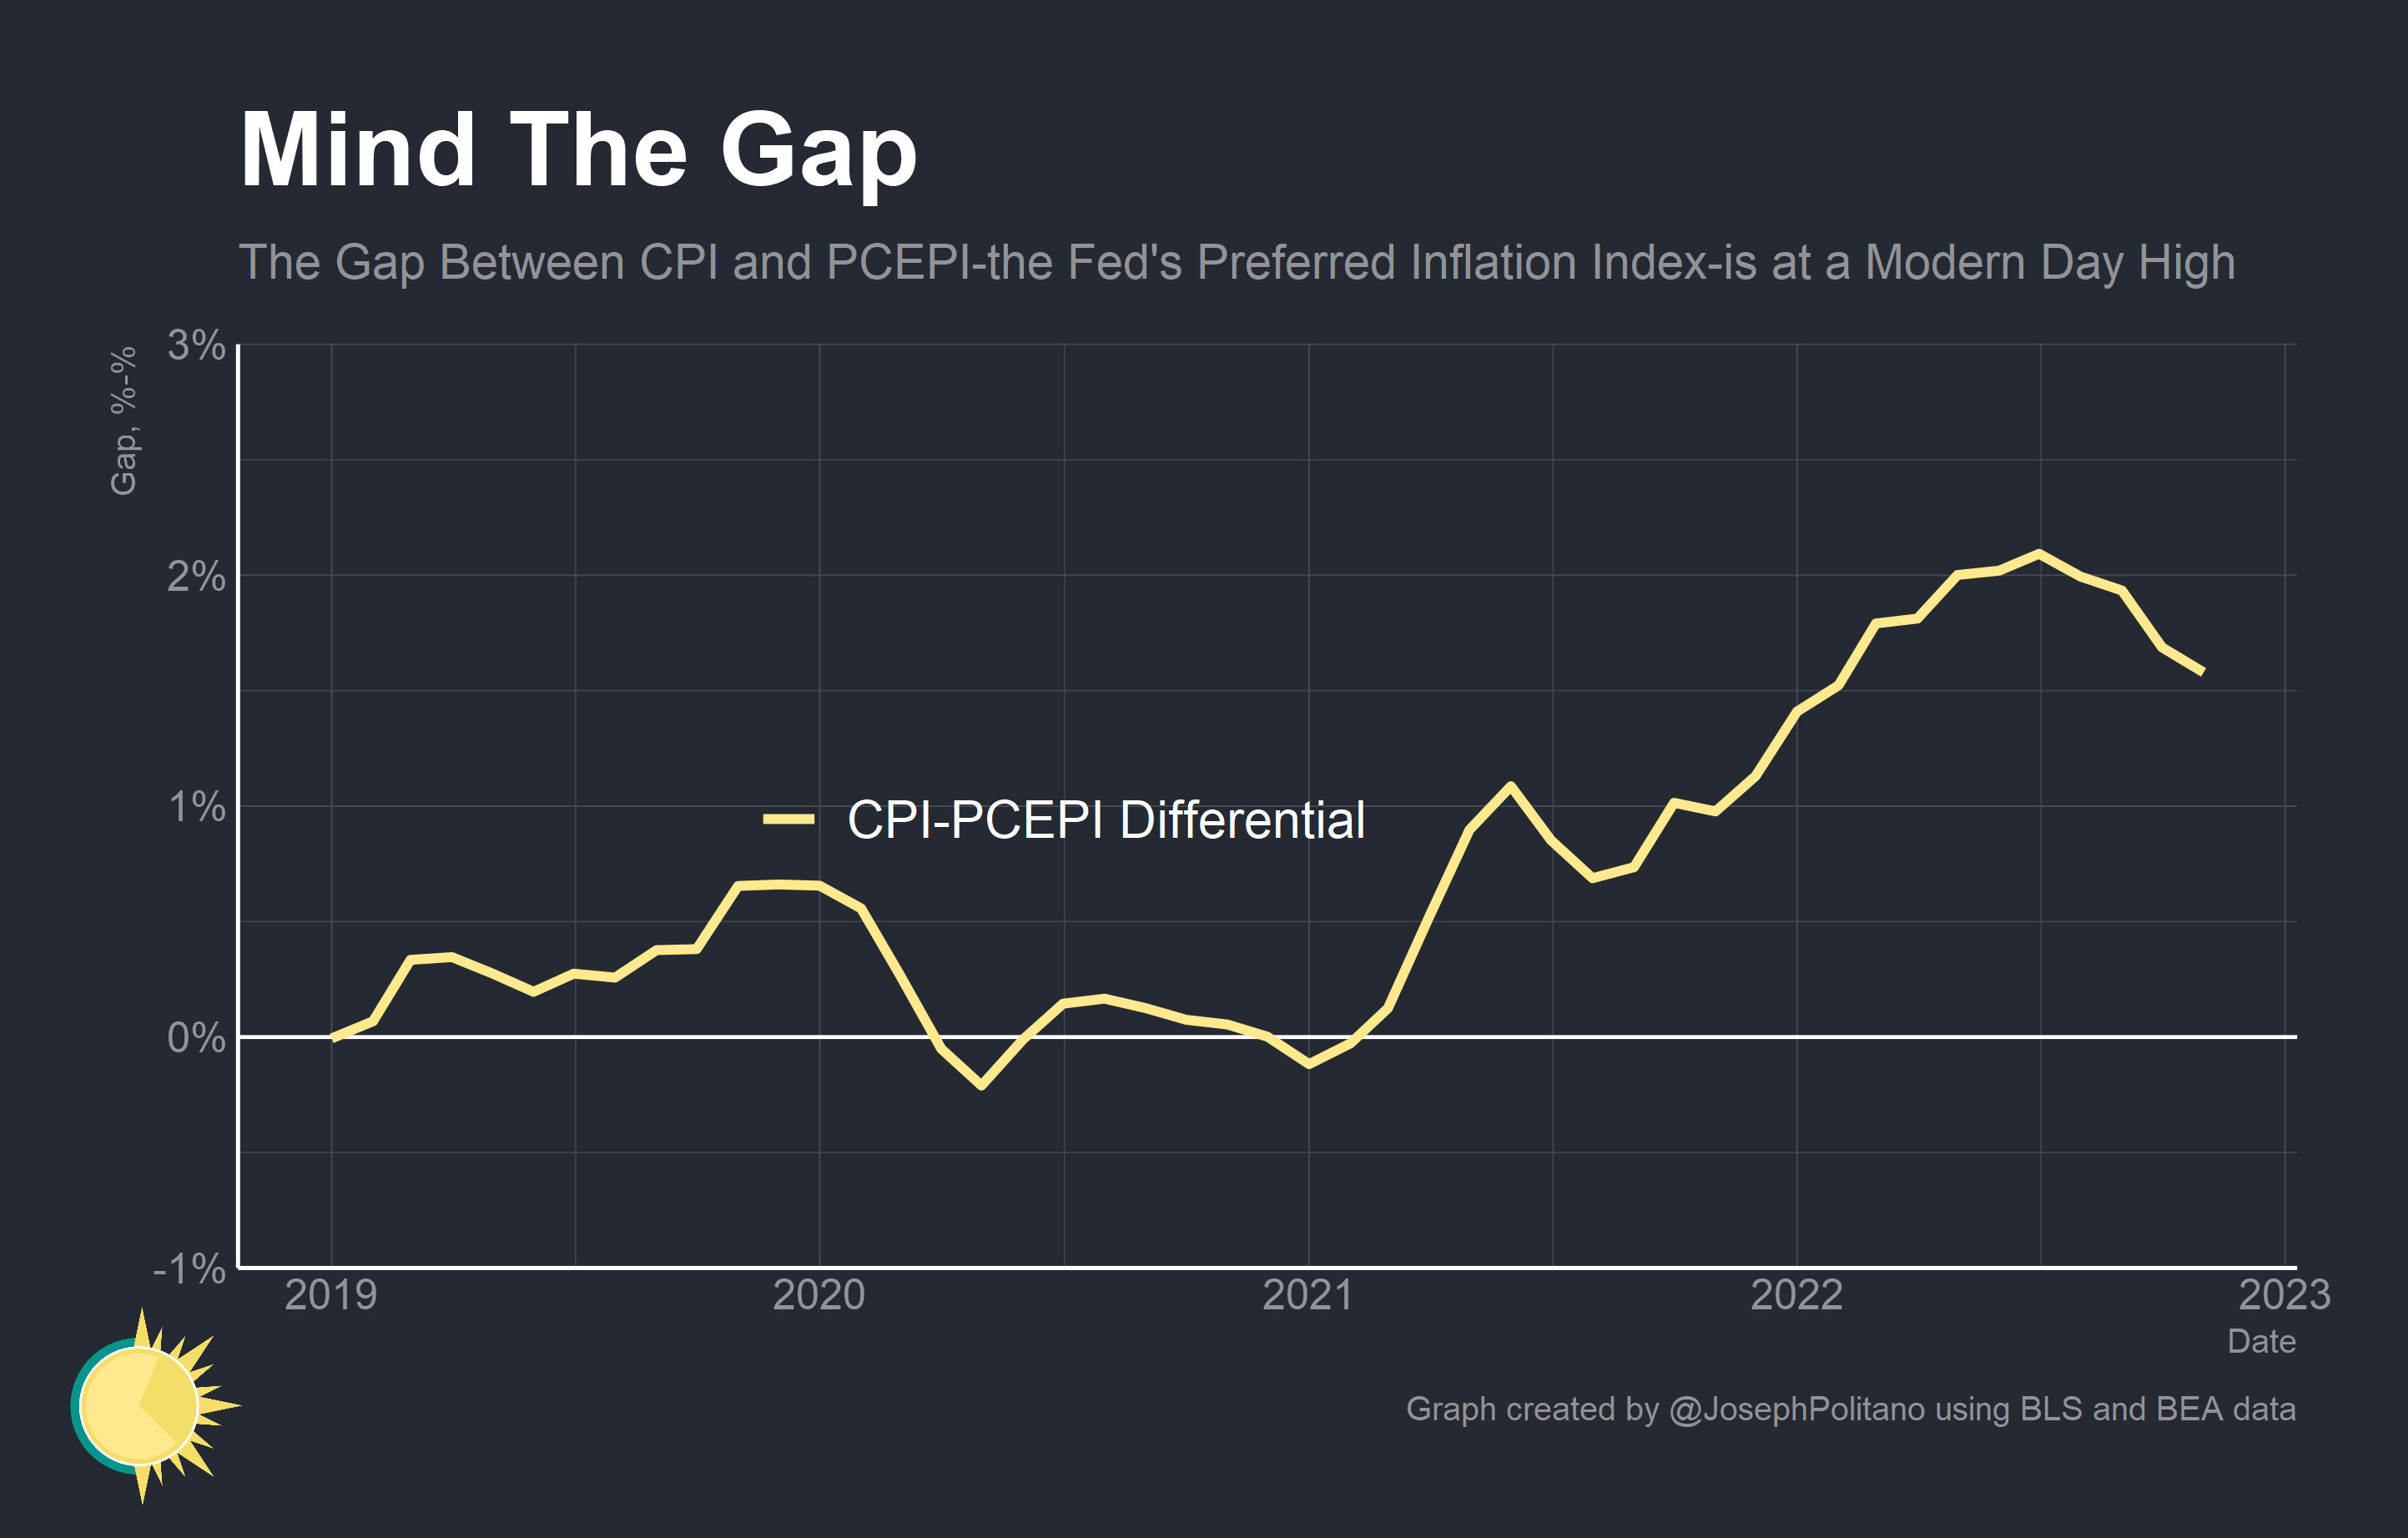 Mind The Gap
The Gap Between CPI and PCEPI-the Fed's Preferred Inflation Index-is at a Modern Day High
Gap, %-%
3%
2%
1%
0%
-1%
CPI-PCEPI Differential
2019 2020 2021 2022 2023
Date
Graph created by @JosephPolitano using BLS and BEA data